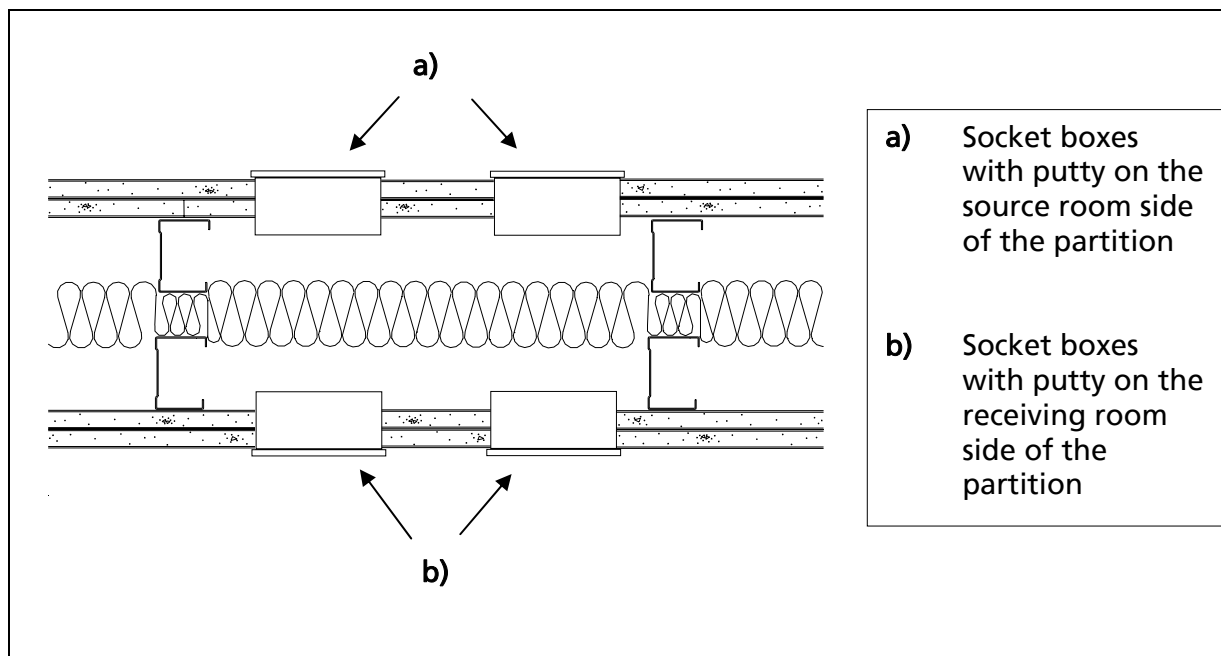 a)
b)
a) Socket boxes
with putty on the
source room side
of the partition
b) Socket boxes
with putty on the
receiving room
side of the
partition